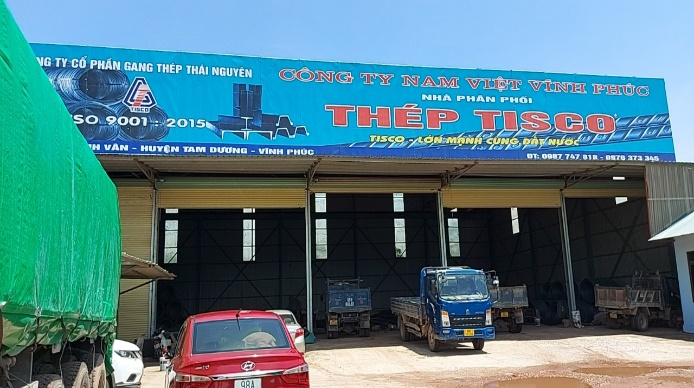 CÔNG TY CỔ PHẦN GANG THÉP THÁI NGUYÊN
TISCO
ISO 9001 - 2015
VÂN - HUYỆN TAM DƯƠNG - VĨNH PHÚC
CÔNG TY NAM VIỆT VĨNH PHÚC
NHÀ PHÂN PHỐI
THÉP TISCO
TISCO - LỚN MẠNH CÙNG ĐẤT NƯỚC
ĐT: 0987 747 818 - 0976 373 345
98A